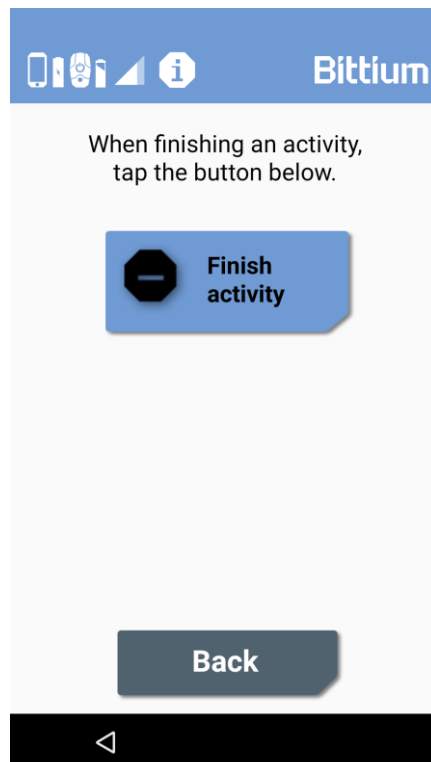 i
Bittium
When finishing an activity,
tap the button below.
Finish
activity
Back